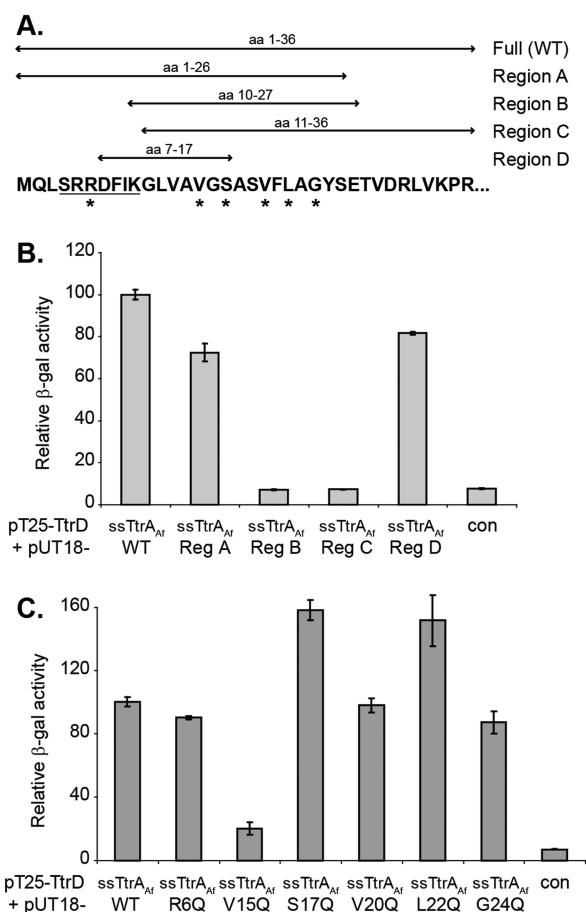 A.
aa 1-36 Full (WT)
aa 1-26 Region A
aa 10-27 Region B
aa 11-36 Region C
aa 7-17 Region D
MQLSRRDFIKGLVAVGSASVFLAGYSETVDRLVKPR...
* * * * * *
B.
Relative β-gal activity
120
100
80
60
40
20
0
pT25-TtrD ssTtrAAf ssTtrAAf ssTtrAAf ssTtrAAf ssTtrAAf con
+ pUT18- WT Reg A Reg B Reg C Reg D
C.
Relative β-gal activity
160
120
80
40
0
pT25-TtrD ssTtrAAf ssTtrAAf ssTtrAAf ssTtrAAf ssTtrAAf ssTtrAAf ssTtrAAf con
+ pUT18- WT R6Q V15Q S17Q V20Q L22Q G24Q